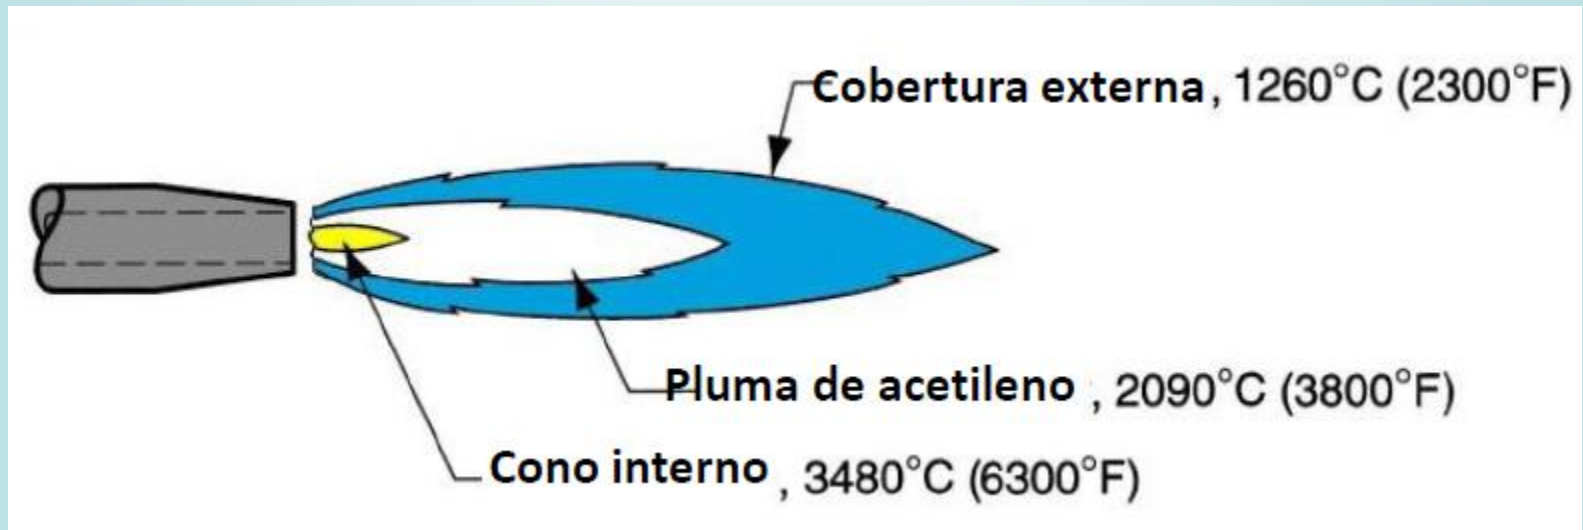 Cobertura externa, 1260°C (2300°F)
Pluma de acetileno , 2090°C (3800°F)
Cono interno , 3480°C (6300°F)